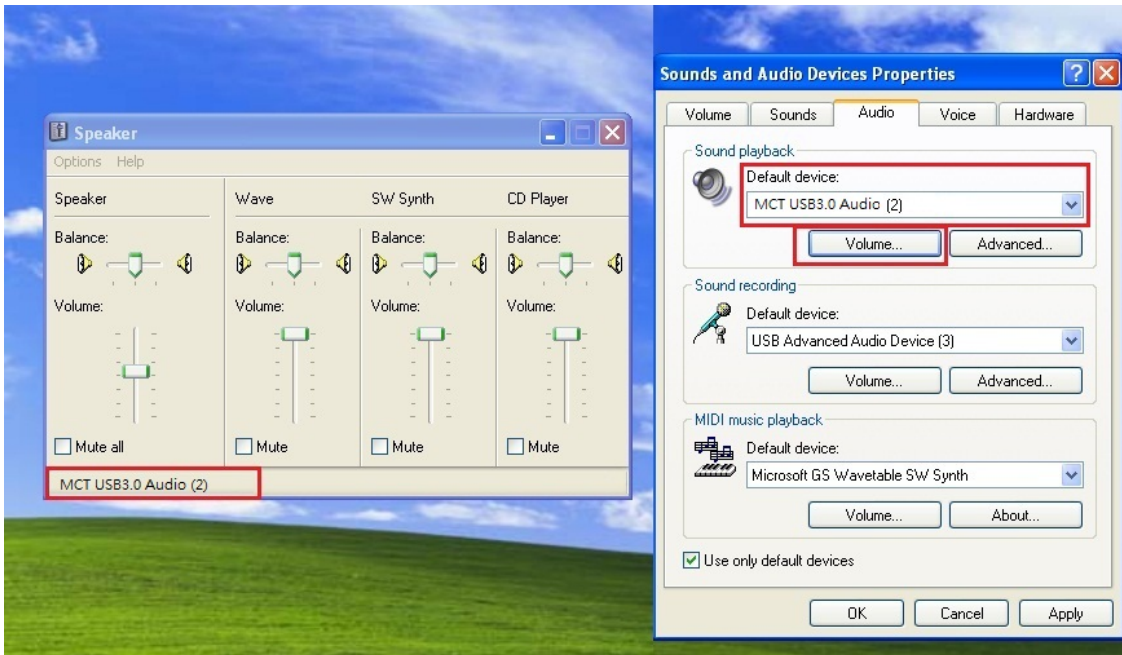 Speaker
Options Help
Speaker Wave SW Synth CD Player
Balance: Balance: Balance: Balance:
Volume: Volume: Volume: Volume:
Mute all Mute Mute Mute
MCT USB3.0 Audio (2)
Sounds and Audio Devices Properties
Volume Sounds Audio Voice Hardware
Sound playback
Default device:
MCT USB3.0 Audio (2)
Volume... Advanced...
Sound recording
Default device:
USB Advanced Audio Device (3)
Volume... Advanced...
MIDI music playback
Default device:
Microsoft GS Wavetable SW Synth
Volume... About...
Use only default devices
OK Cancel Apply